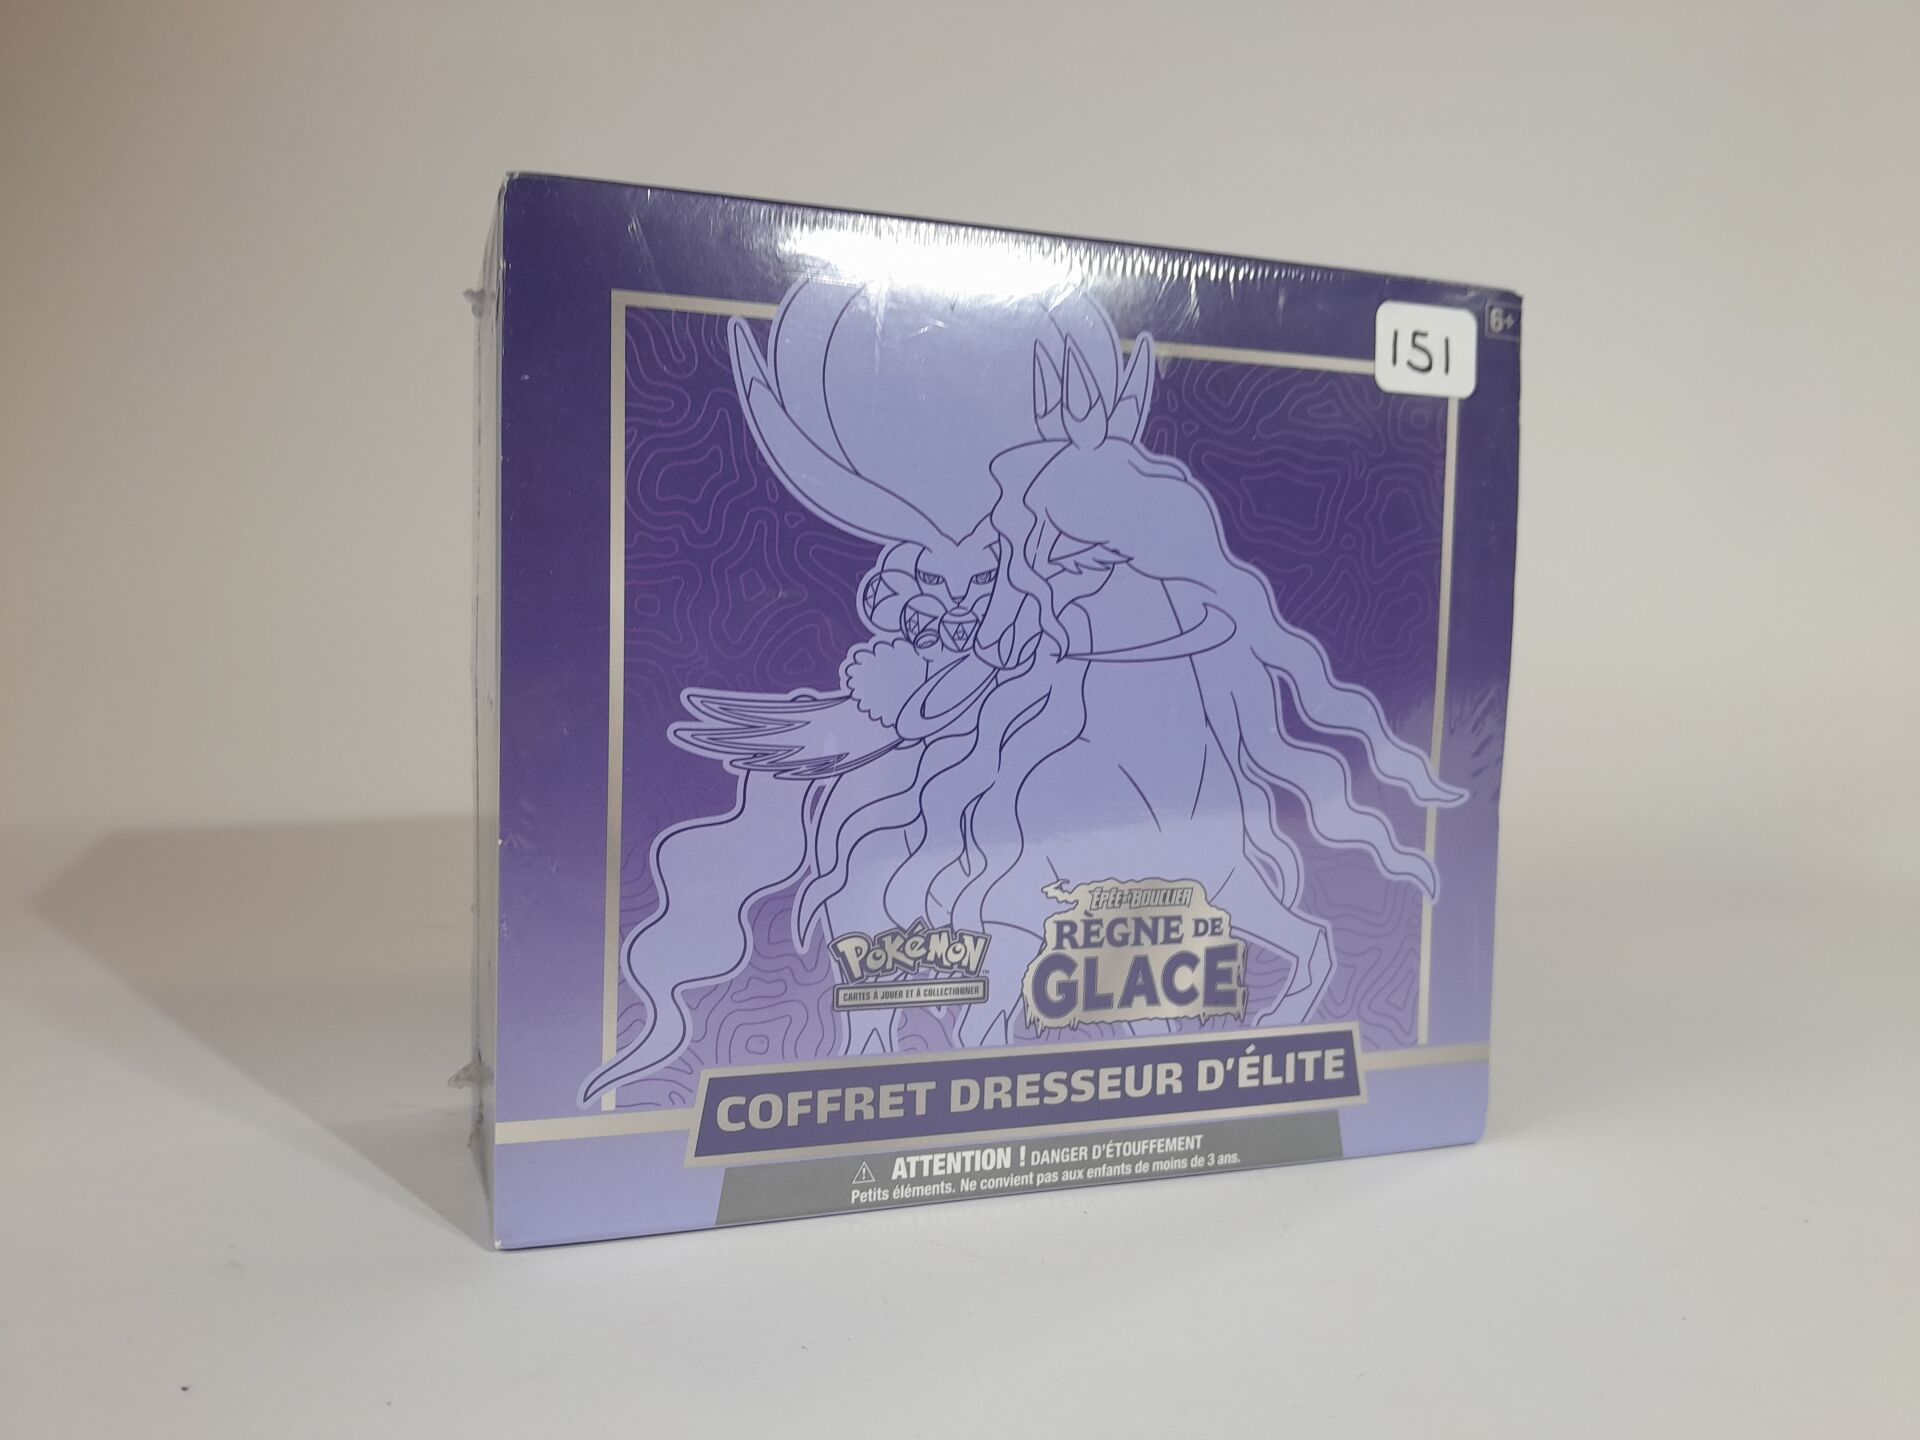 6+
151
ÉPÉE ET BOUCLIER
RÈGNE DE
GLACE
POKéMON
CARTES À JOUER ET À COLLECTIONNER
COFFRET DRESSEUR D'ÉLITE
ATTENTION ! DANGER D'ÉTOUFFEMENT
Petits éléments. Ne convient pas aux enfants de moins de 3 ans.